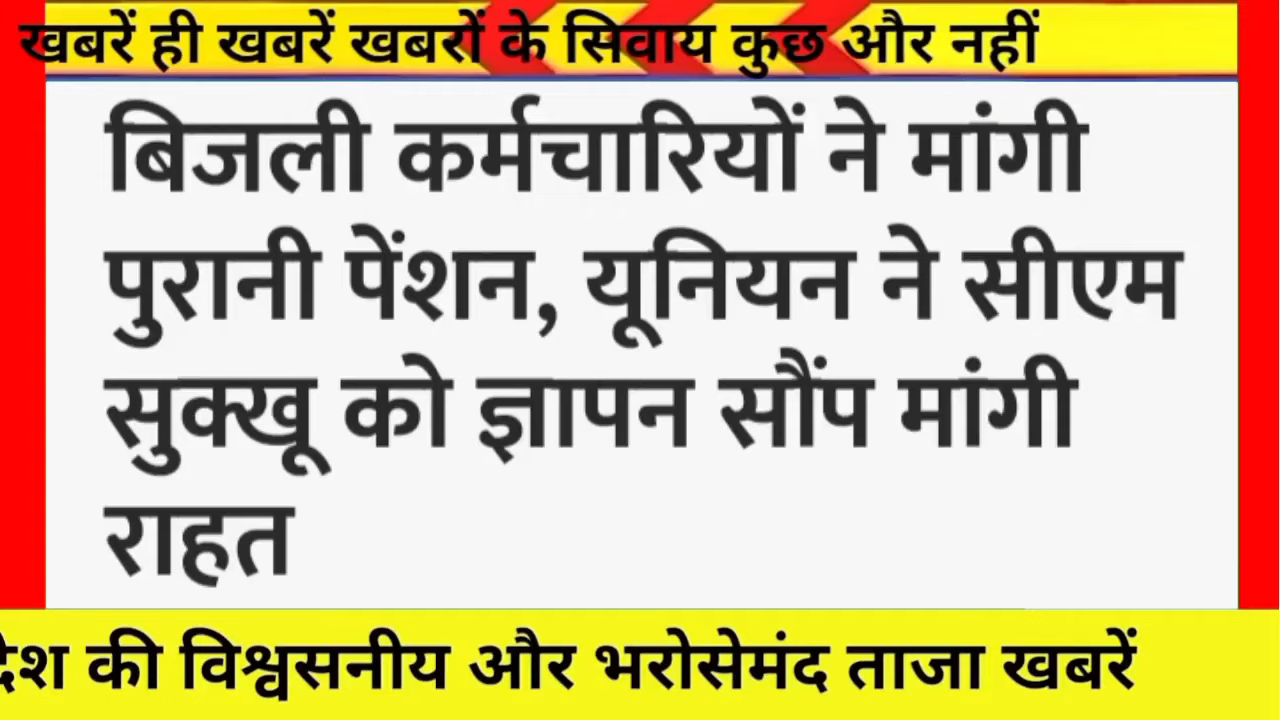 खबरें ही खबरें खबरों के सिवाय कुछ और नहीं
बिजली कर्मचारियों ने मांगी
पुरानी पेंशन, यूनियन ने सीएम
सुक्खू को ज्ञापन सौंप मांगी
राहत
की विश्वसनीय और भरोसेमंद ताजा खबरें